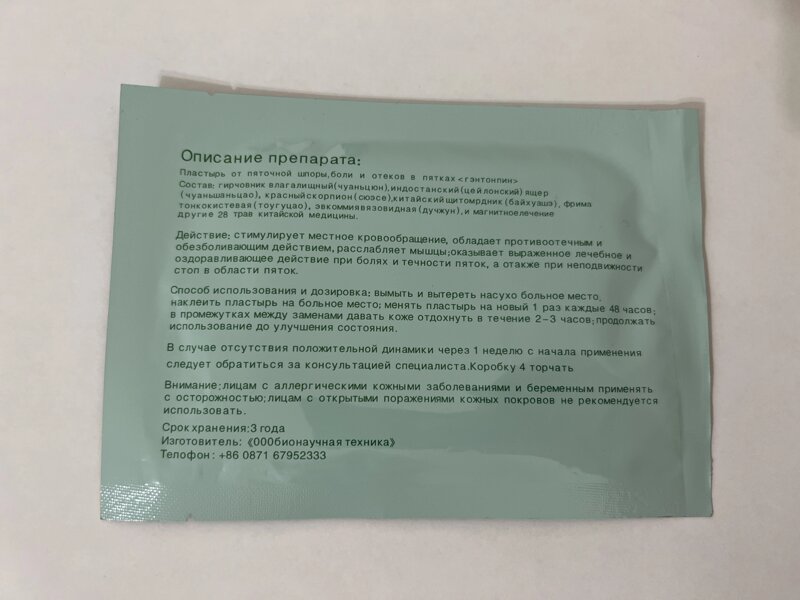 Описание препарата:
Пластырь от пяточной шпоры,боли и отеков в пятках<гэнтонпин>
Состав: гирчовник влагалищный(чуаньцюн),индостанский(цейлонский) ящер
(чуаньшаньцао), красный скорпион (сюэсе),китайский щитомрдник (байхуашэ), фрима
тонкокистевая (тоугуцао), эвкоммиявязовидная (дучжун), и магнитноелечение
другие 28 трав китайской медицины.
Действие: стимулирует местное кровообращение, обладает противоотечным и
обезболивающим действием, расслабляет мышцы;оказывает выраженное лечебное и
оздоравливающее действие при болях и течности пяток, а отакже при неподвижности
стоп в области пяток.
Способ использования и дозировка: вымыть и вытереть насухо больное место,
наклеить пластырь на больное место; менять пластырь на новый 1 раз каждые 48 часов;
в промежутках между заменами давать коже отдохнуть в течение 2–3 часов;продолжать
использование до улучшения состояния.
В случае отсутствия положительной динамики через 1 неделю с начала применения
следует обратиться за консультацией специалиста.Коробку 4 торчать
Внимание:лицам с аллергическими кожными заболеваниями и беременным применять
с осторожностью;лицам с открытыми поражениями кожных покровов не рекомендуется
использовать.
Срок хранения:3 года
Изготовитель: 《ООО бионаучная техника》
Телофон: +86 0871 67952333